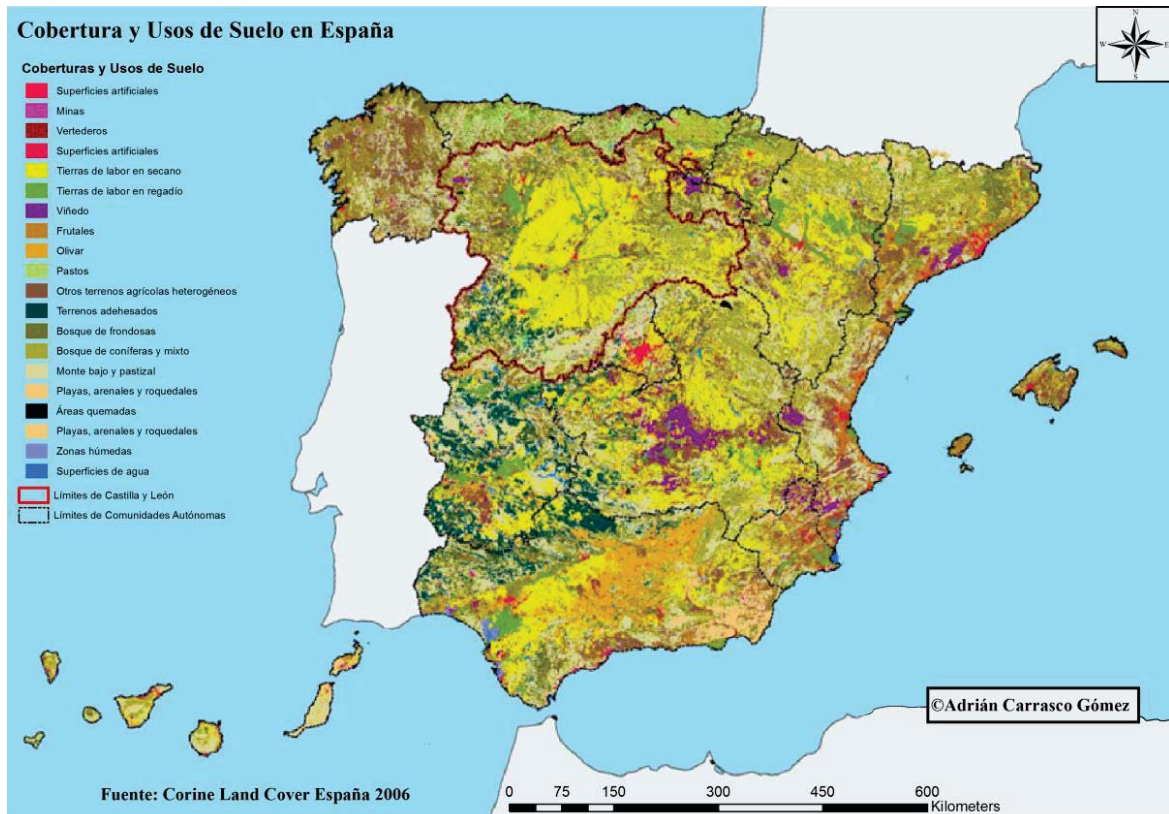 Cobertura y Usos de Suelo en España
N
W
E
S
Coberturas y Usos de Suelo
Superficies artificiales
Minas
Vertederos
Superficies artificiales
Tierras de labor en secano
Tierras de labor en regadío
Viñedo
Frutales
Olivar
Pastos
Otros terrenos agrícolas heterogéneos
Terrenos adehesados
Bosque de frondosas
Bosque de coníferas y mixto
Monte bajo y pastizal
Playas, arenales y roquedales
Áreas quemadas
Playas, arenales y roquedales
Zonas húmedas
Superficies de agua
Límites de Castilla y León
Límites de Comunidades Autónomas
©Adrián Carrasco Gómez
Fuente: Corine Land Cover España 2006
0 75 150 300 450 600
Kilometers